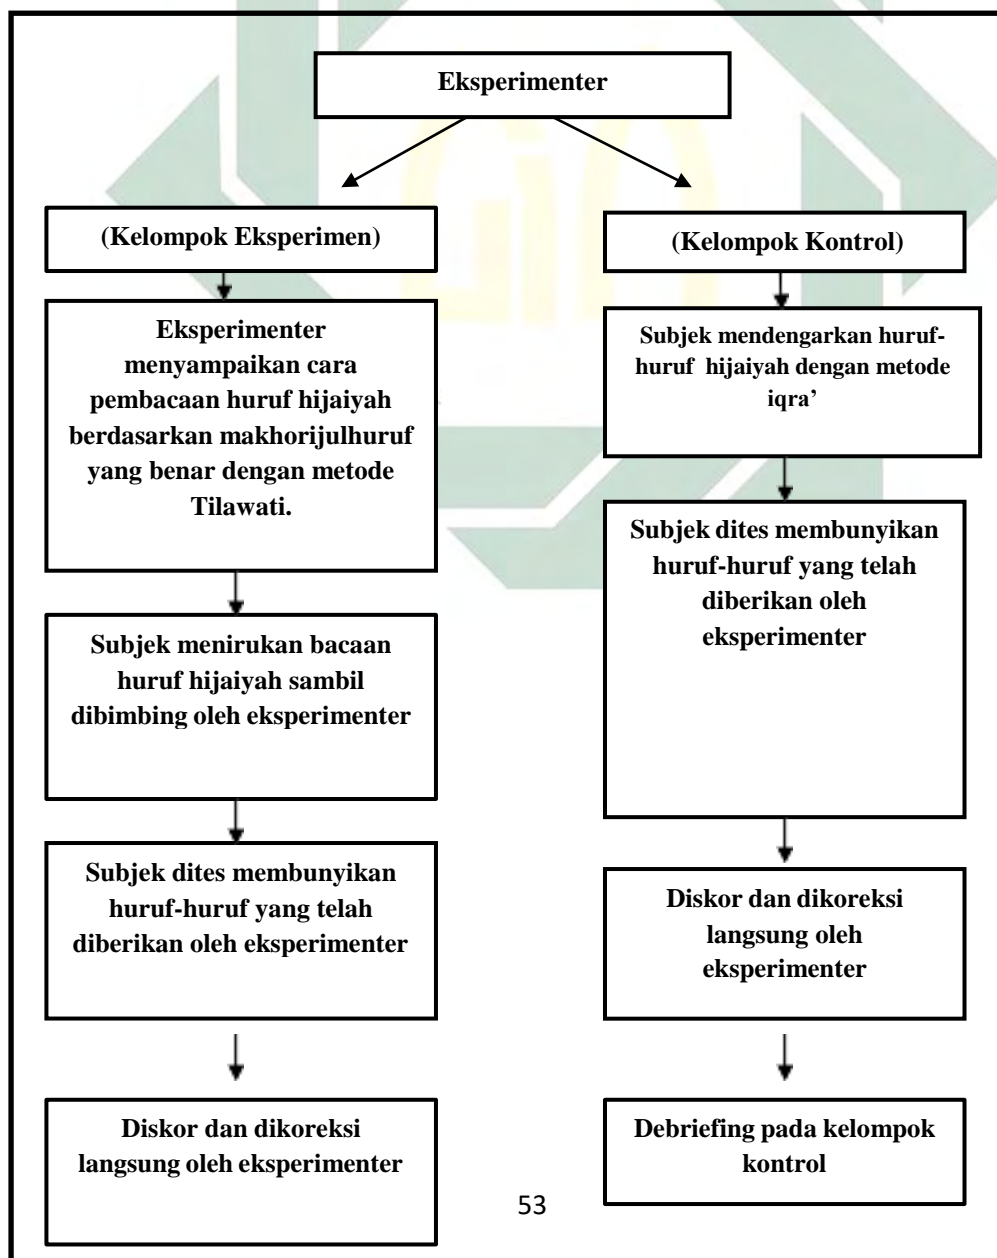 Eksperimenter
(Kelompok Eksperimen)
Eksperimenter
menyampaikan cara
pembacaan huruf hijaiyah
berdasarkan makhorijulhuruf
yang benar dengan metode
Tilawati.
Subjek menirukan bacaan
huruf hijaiyah sambil
dibimbing oleh eksperimenter
Subjek dites membunyikan
huruf-huruf yang telah
diberikan oleh eksperimenter
Diskor dan dikoreksi
langsung oleh eksperimenter
(Kelompok Kontrol)
Subjek mendengarkan huruf-
huruf hijaiyah dengan metode
iqra’
Subjek dites membunyikan
huruf-huruf yang telah
diberikan oleh
eksperimenter
Diskor dan dikoreksi
langsung oleh
eksperimenter
Debriefing pada kelompok
kontrol
53